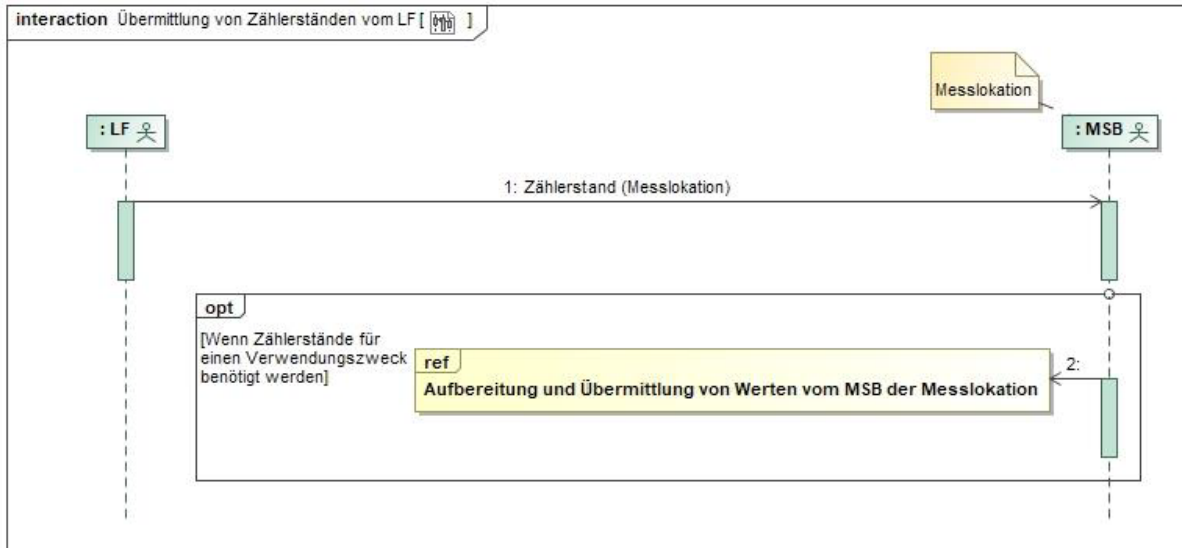 interaction Übermittlung von Zählerständen vom LF [ ]
Messlokation
: LF
: MSB
1: Zählerstand (Messlokation)
opt
[Wenn Zählerstände für
einen Verwendungszweck
benötigt werden]
ref
2:
Aufbereitung und Übermittlung von Werten vom MSB der Messlokation